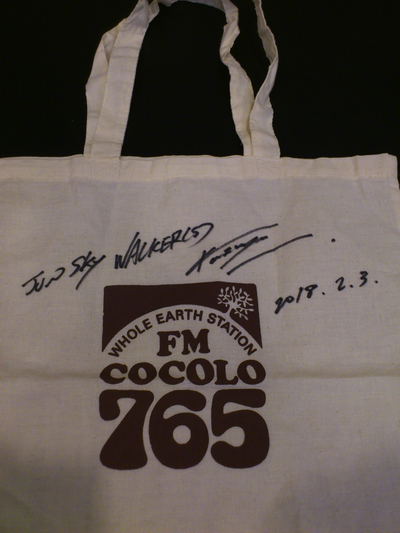 JUN SKY WALKER(S)
2018. 2. 3.
WHOLE EARTH STATION
FM
COCOLO
765